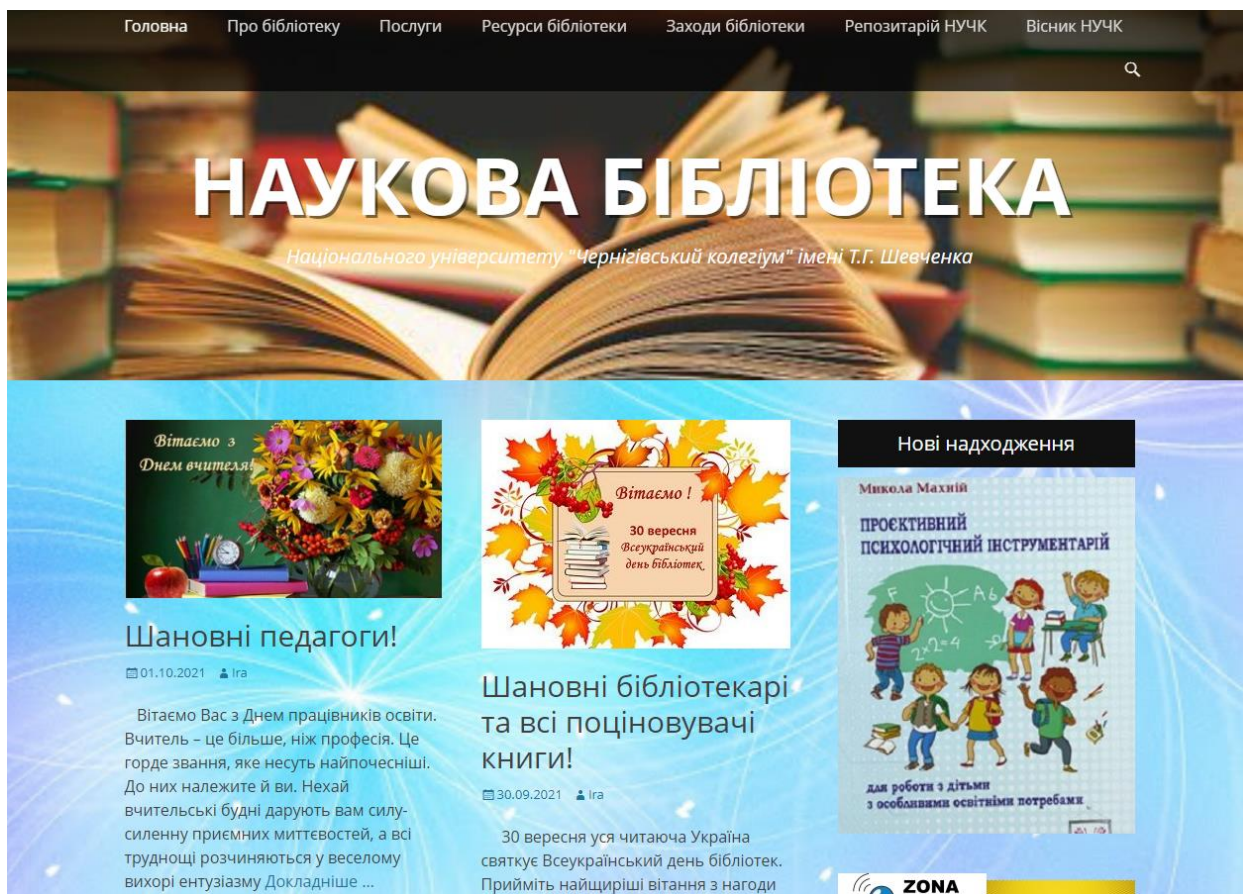 Головна Про бібліотеку Послуги Ресурси бібліотеки Заходи бібліотеки Репозитарій НУЧК Вісник НУЧК
НАУКОВА БІБЛІОТЕКА
Національного університету "Чернігівський колегіум" імені Т.Г. Шевченка
Вітаємо з
Днем вчителя!
Шановні педагоги!
01.10.2021 Ira
Вітаємо Вас з Днем працівників освіти.
Вчитель – це більше, ніж професія. Це
горде звання, яке несуть найпочесніші.
До них належите й ви. Нехай
вчительські будні дарують вам силу-
силенну приємних миттєвостей, а всі
труднощі розчиняються у веселому
вихорі ентузіазму Докладніше ...
Вітаємо !
30 вересня
Всеукраїнський
день бібліотек
Шановні бібліотекарі
та всі поціновувачі
книги!
30.09.2021 Ira
30 вересня уся читаюча Україна
святкує Всеукраїнський день бібліотек.
Прийміть найщиріші вітання з нагоди
Нові надходження
Микола Махній
ПРОЄКТИВНИЙ
ПСИХОЛОГІЧНИЙ ІНСТРУМЕНТАРІЙ
F Аб
2×2=4
для роботи з дітьми
з особливими освітніми потребами
ZONA